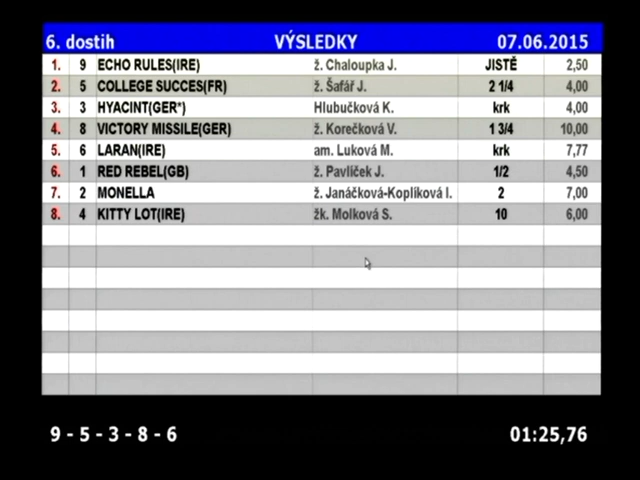 6. dostih VÝSLEDKY 07.06.2015
1. 9 ECHO RULES(IRE) ž. Chaloupka J. JISTĚ 2,50
2. 5 COLLEGE SUCCES(FR) ž. Šafář J. 2 1/4 4,00
3. 3 HYACINT(GER*) Hlubučková K. krk 4,00
4. 8 VICTORY MISSILE(GER) ž. Korečková V. 1 3/4 10,00
5. 6 LARAN(IRE) am. Luková M. krk 7,77
6. 1 RED REBEL(GB) ž. Pavlíček J. 1/2 4,50
7. 2 MONELLA ž. Janáčková-Koplíková I. 2 7,00
8. 4 KITTY LOT(IRE) žk. Molková S. 10 6,00
9 - 5 - 3 - 8 - 6 01:25,76